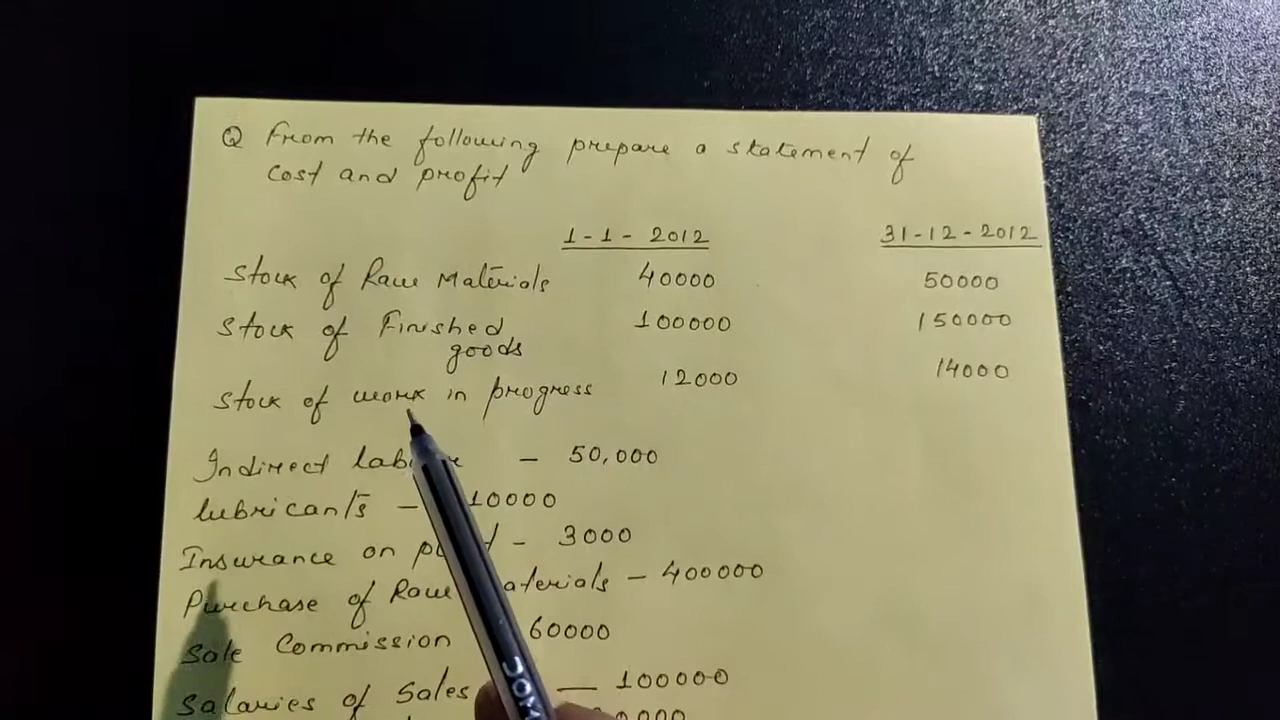 Q From the following prepare a statement of
cost and profit
1-1-2012 31-12-2012
Stock of Raw Materials 40000 50000
Stock of Finished 100000 150000
goods
Stock of work in progress 12000 14000
Indirect - 50,000
lubricants - 10000
Insurance on - 3000
Purchase of Raw - 400000
Sale Commission 60000
Salaries of Sales — 100000